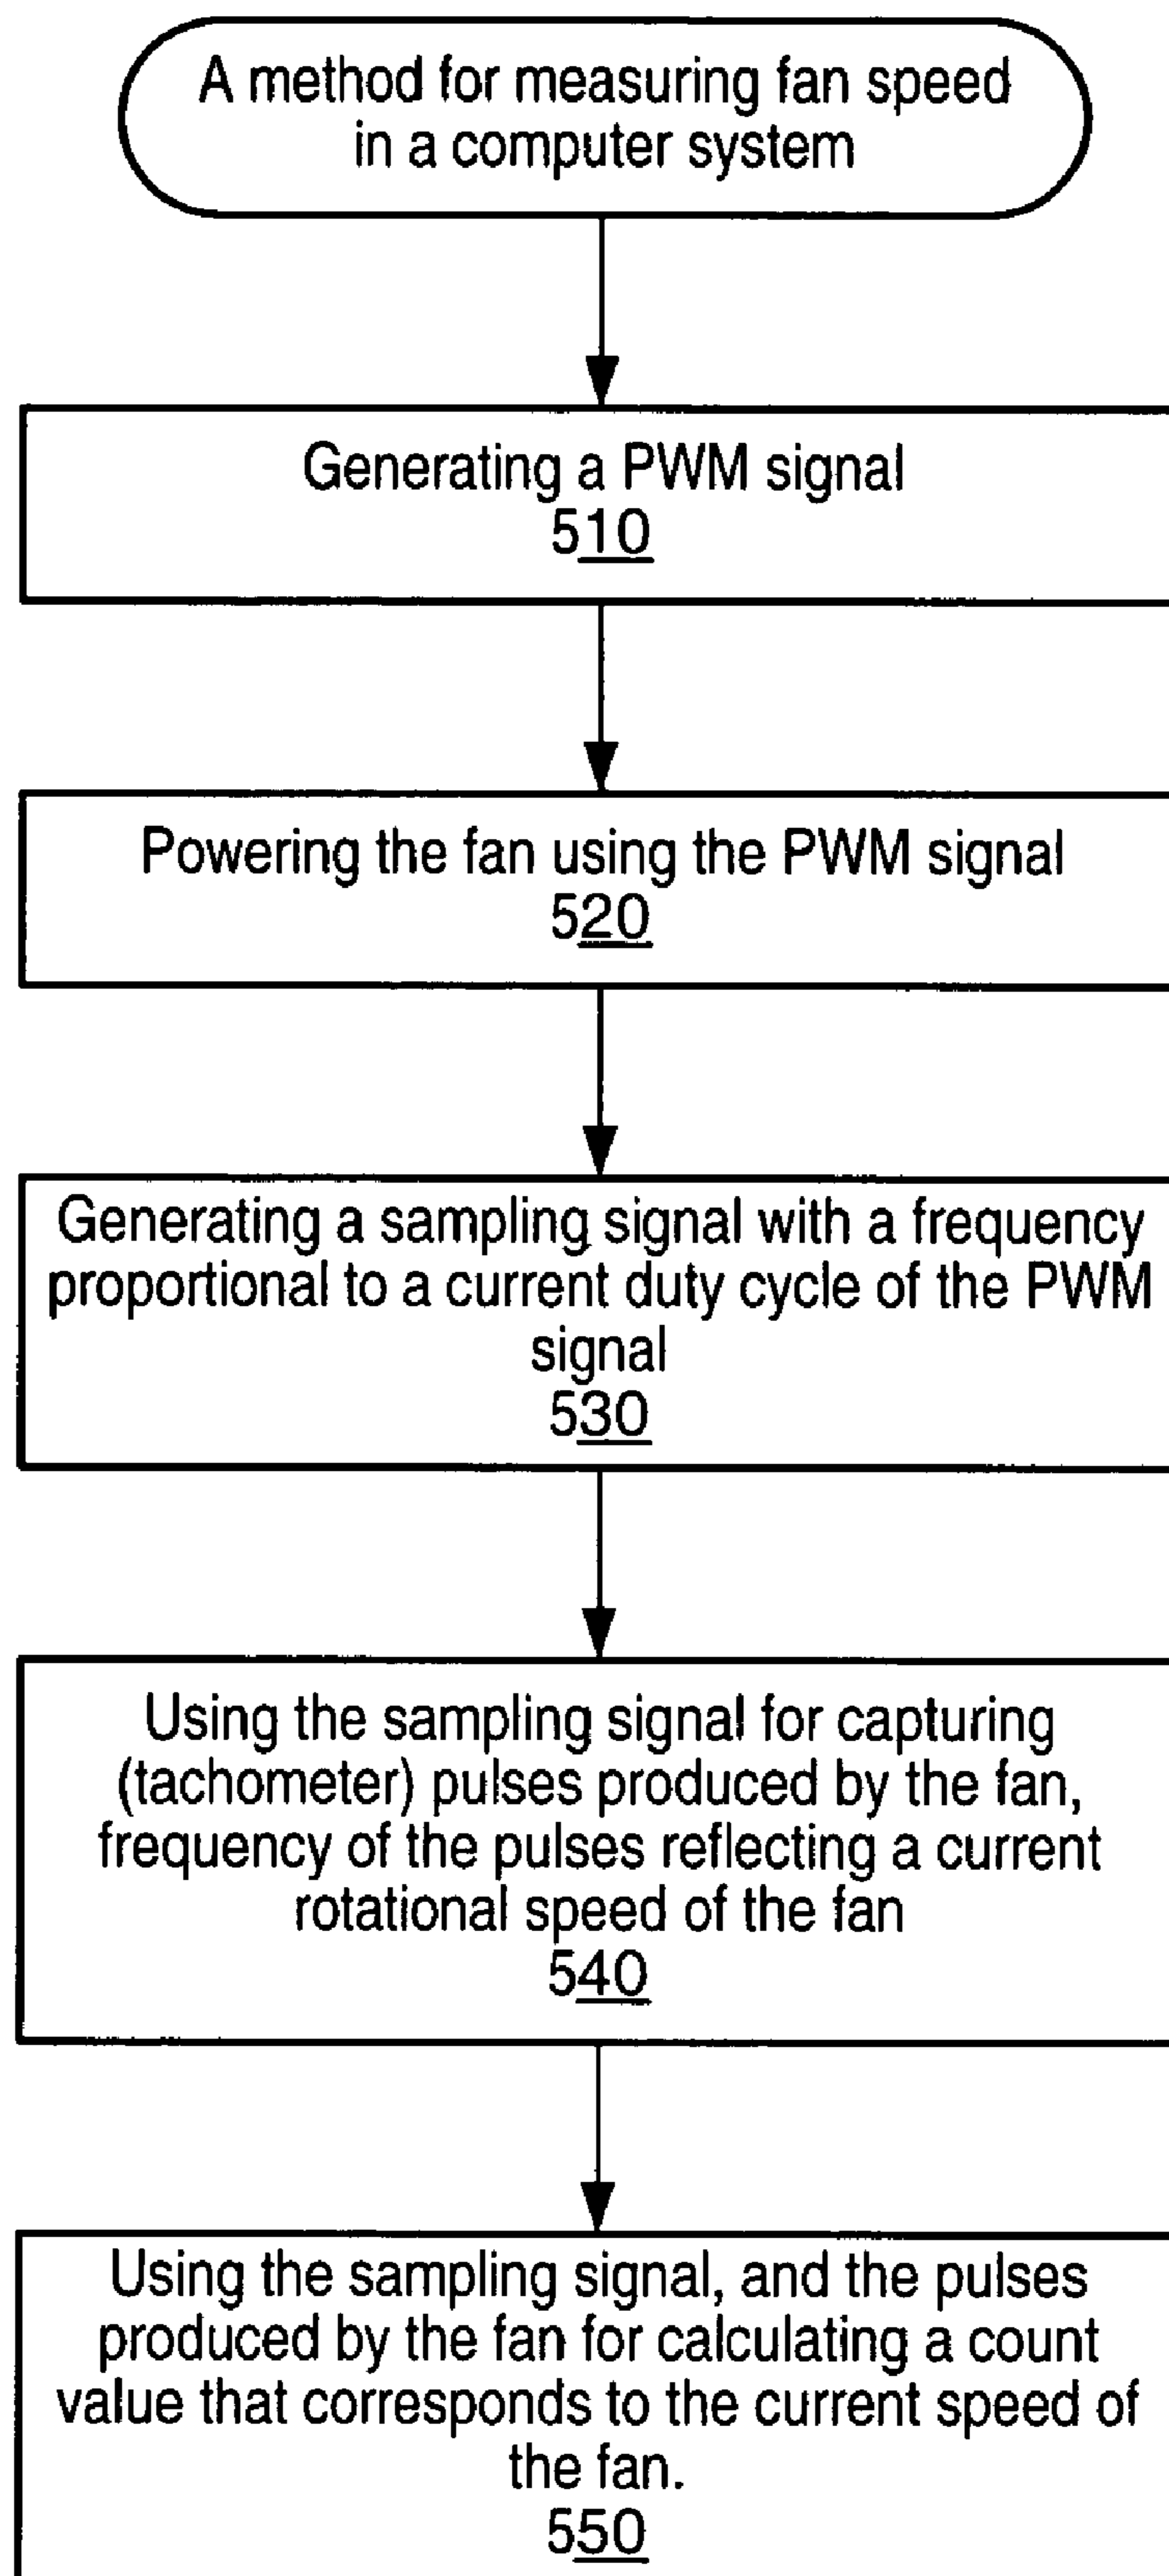 A method for measuring fan speed
in a computer system
Generating a PWM signal
510
Powering the fan using the PWM signal
520
Generating a sampling signal with a frequency
proportional to a current duty cycle of the PWM
signal
530
Using the sampling signal for capturing
(tachometer) pulses produced by the fan,
frequency of the pulses reflecting a current
rotational speed of the fan
540
Using the sampling signal, and the pulses
produced by the fan for calculating a count
value that corresponds to the current speed of
the fan.
550